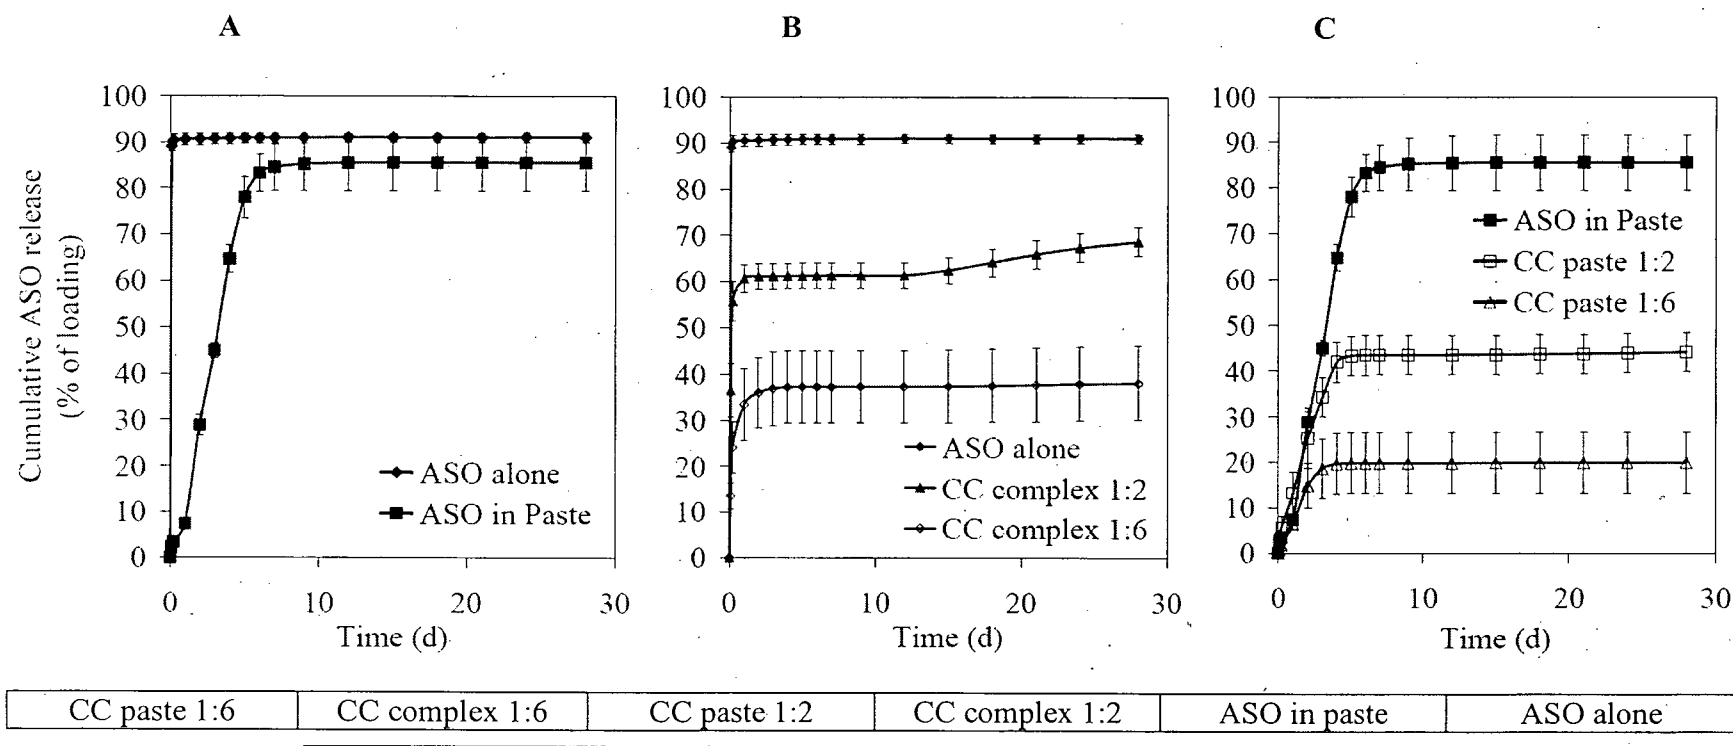 A
B
C
Cumulative ASO release
(% of loading)
100
90
80
70
60
50
40
30
20
10
0
0
10
20
30
Time (d)
ASO alone
ASO in Paste
100
90
80
70
60
50
40
30
20
10
0
0
10
20
30
Time (d)
ASO alone
CC complex 1:2
CC complex 1:6
100
90
80
70
60
50
40
30
20
10
0
0
10
20
30
Time (d)
ASO in Paste
CC paste 1:2
CC paste 1:6
CC paste 1:6 CC complex 1:6 CC paste 1:2 CC complex 1:2 ASO in paste ASO alone